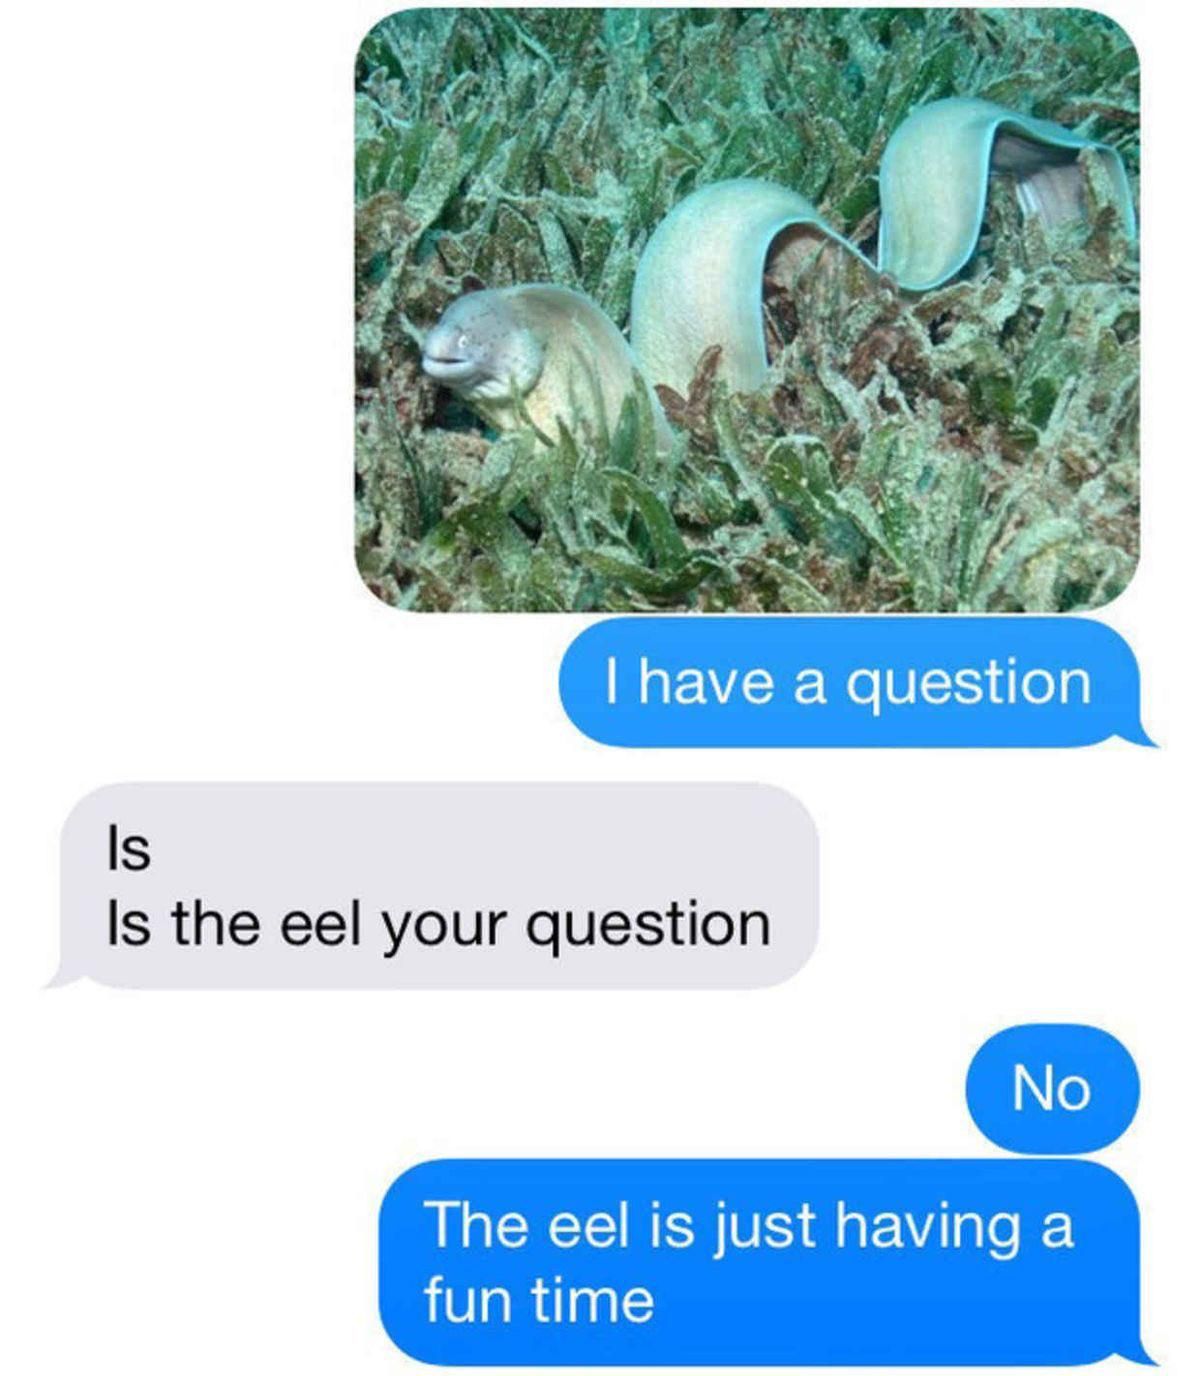 I have a question
Is
Is the eel your question
No
The eel is just having a
fun time